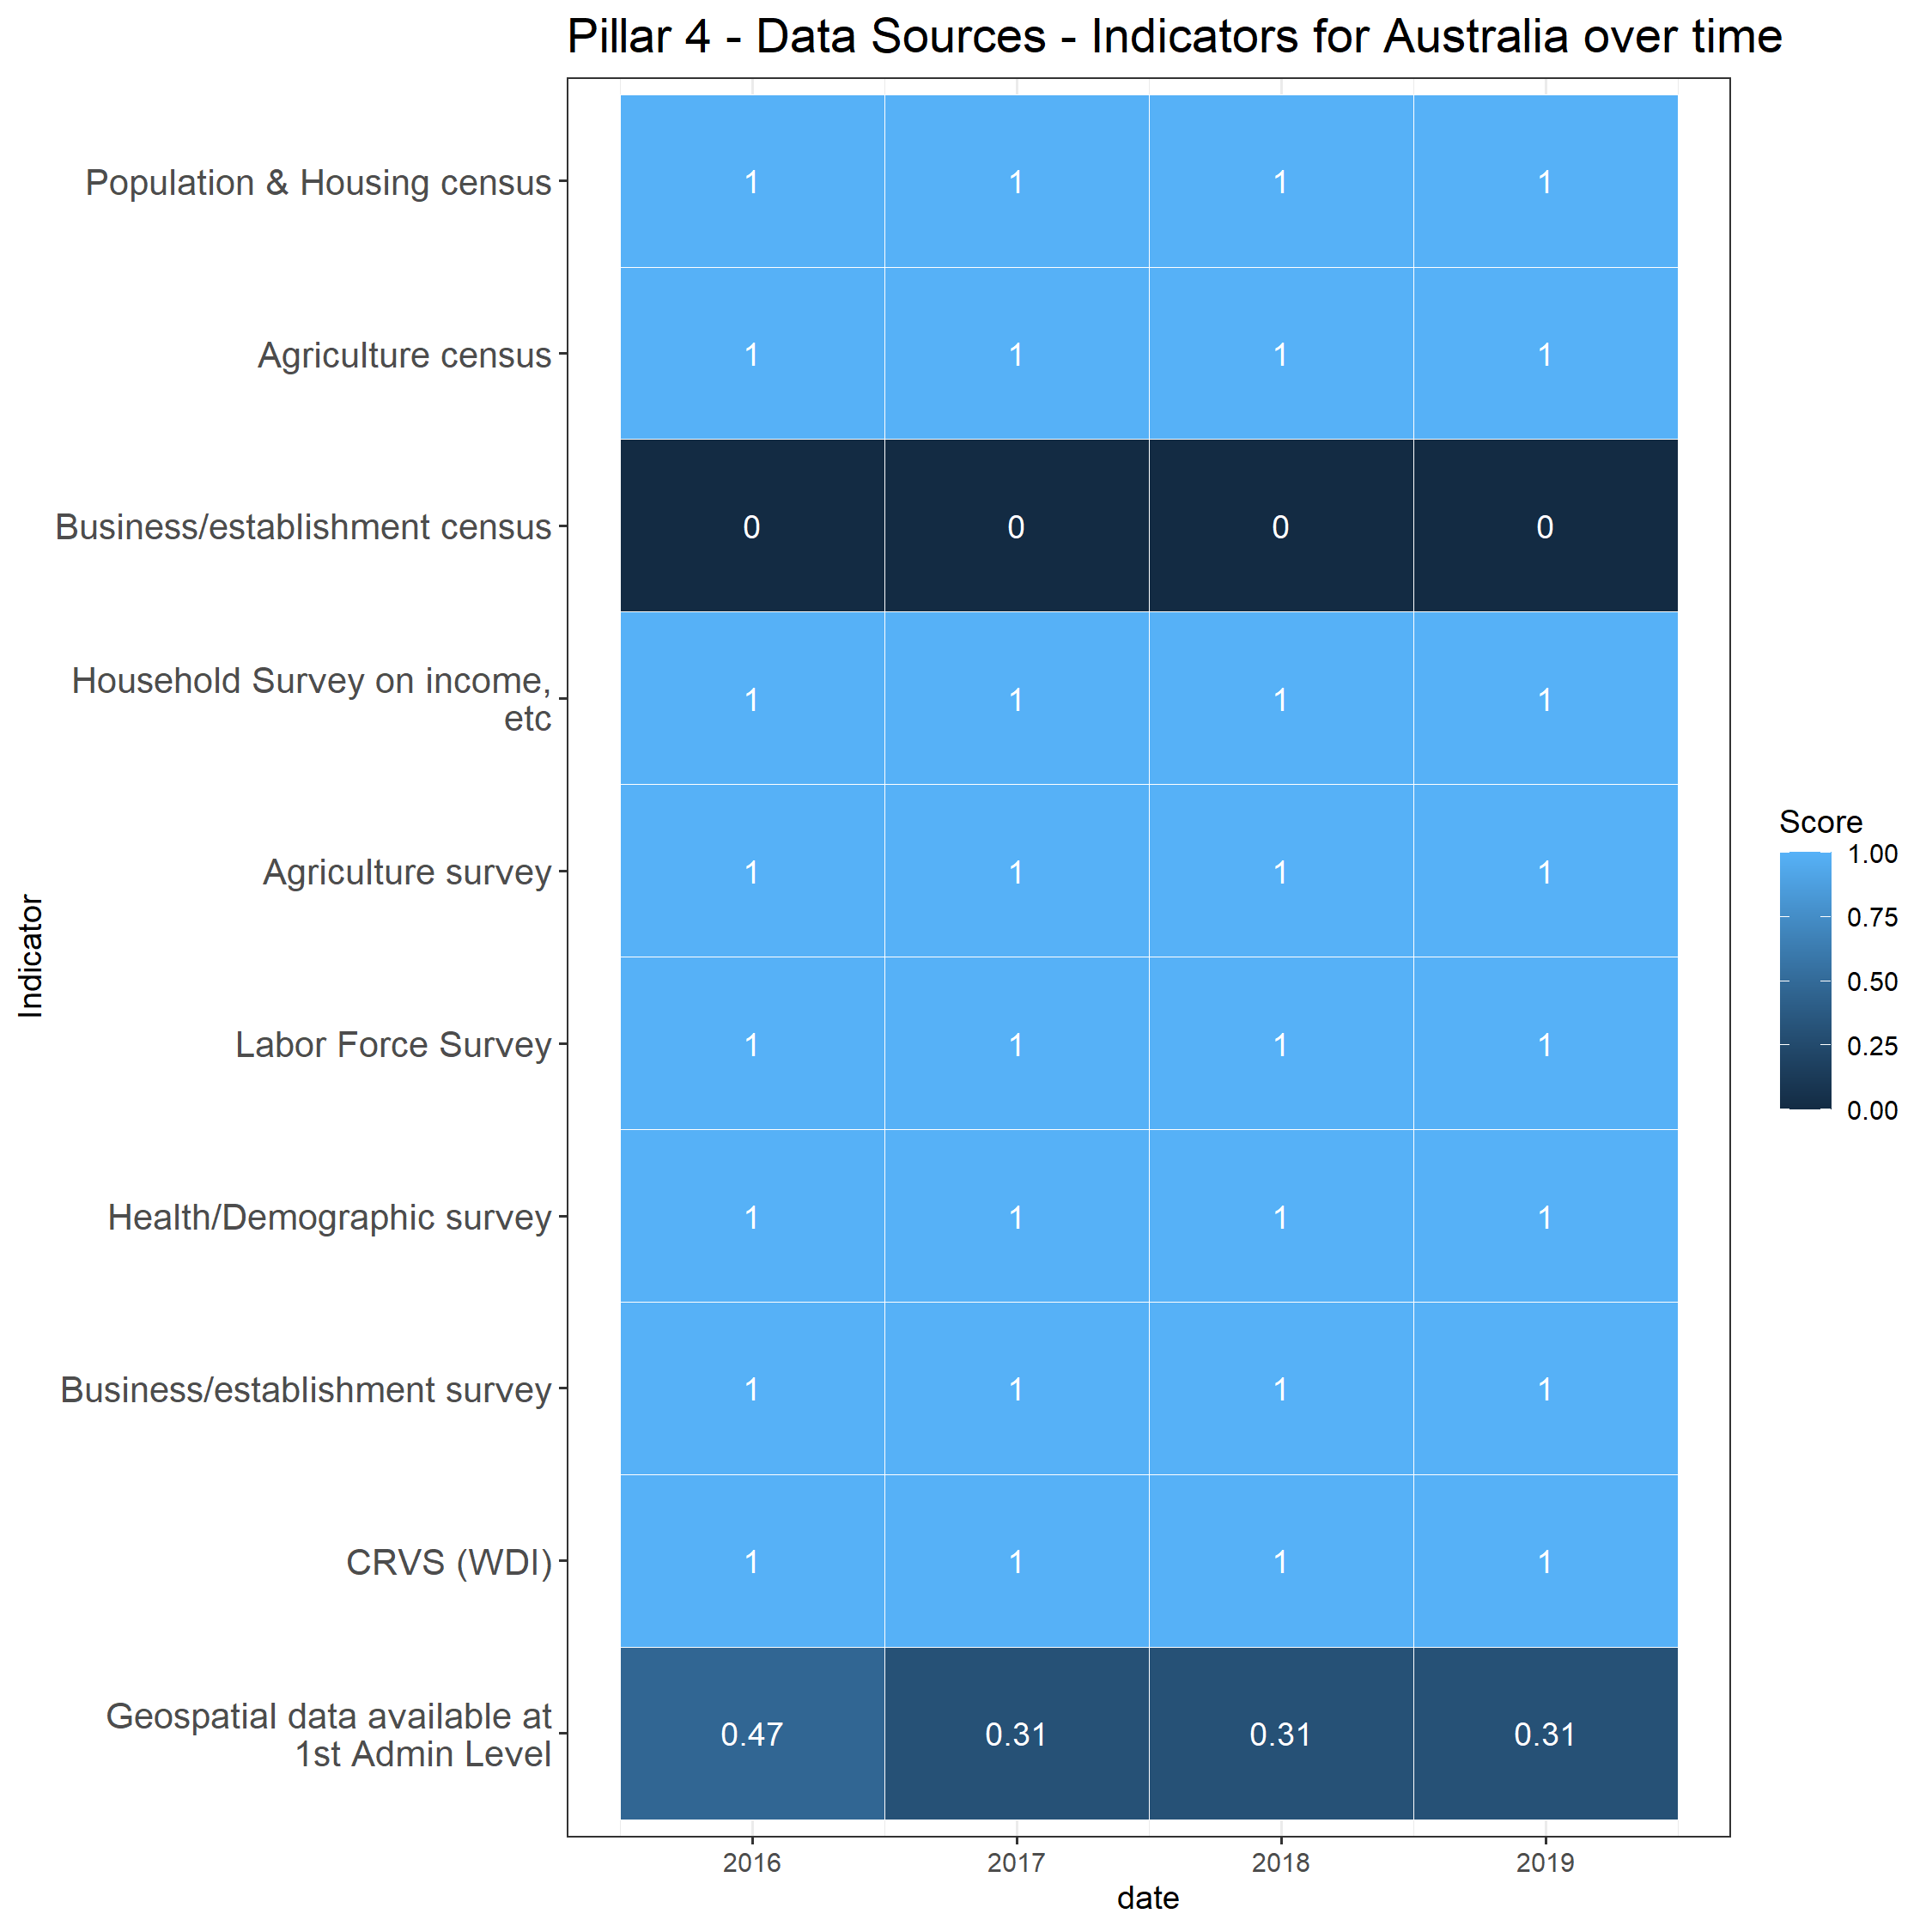 Pillar 4 - Data Sources - Indicators for Australia over time
Indicator
Population & Housing census
1 1 1 1
Agriculture census
1 1 1 1
Business/establishment census
0 0 0 0
Household Survey on income,
etc
1 1 1 1
Agriculture survey
1 1 1 1
Labor Force Survey
1 1 1 1
Health/Demographic survey
1 1 1 1
Business/establishment survey
1 1 1 1
CRVS (WDI)
1 1 1 1
Geospatial data available at
1st Admin Level
0.47 0.31 0.31 0.31
2016 2017 2018 2019
date
Score
1.00
0.75
0.50
0.25
0.00